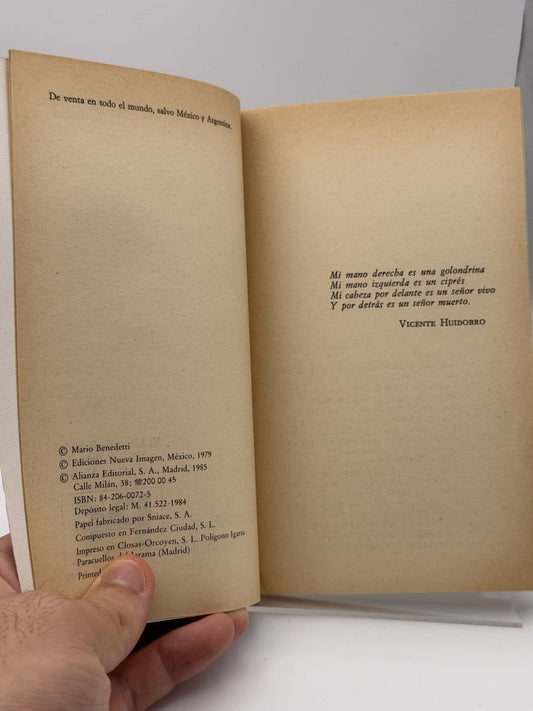 De venta en todo el mundo, salvo México y Argentina.
© Mario Benedetti
© Ediciones Nueva Imagen, México, 1979
© Alianza Editorial, S. A., Madrid, 1985
Calle Milán, 38; ☎200 00 45
ISBN: 84-206-0072-5
Depósito legal: M. 41.522-1984
Papel fabricado por Sniace, S. A.
Compuesto en Fernández Ciudad, S. L.
Impreso en Closas-Orcoyen, S. L. Polígono Igarsa
Paracuellos del Jarama (Madrid)
Printed
Mi mano derecha es una golondrina
Mi mano izquierda es un ciprés
Mi cabeza por delante es un señor vivo
Y por detrás es un señor muerto.
VICENTE HUIDOBRO